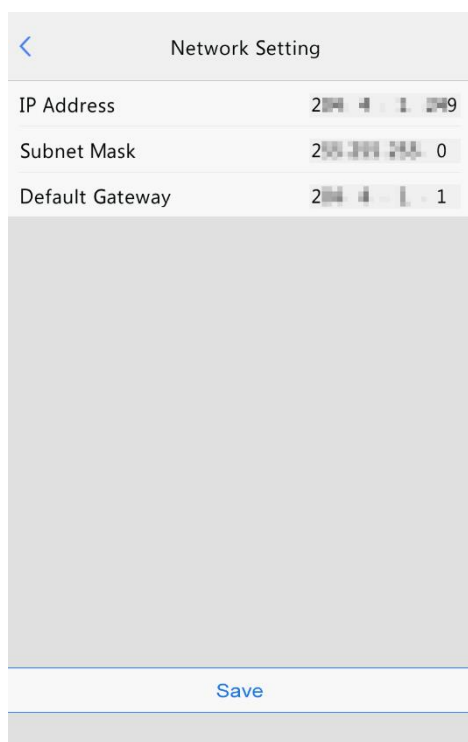 Network Setting
IP Address
Subnet Mask
Default Gateway
Save